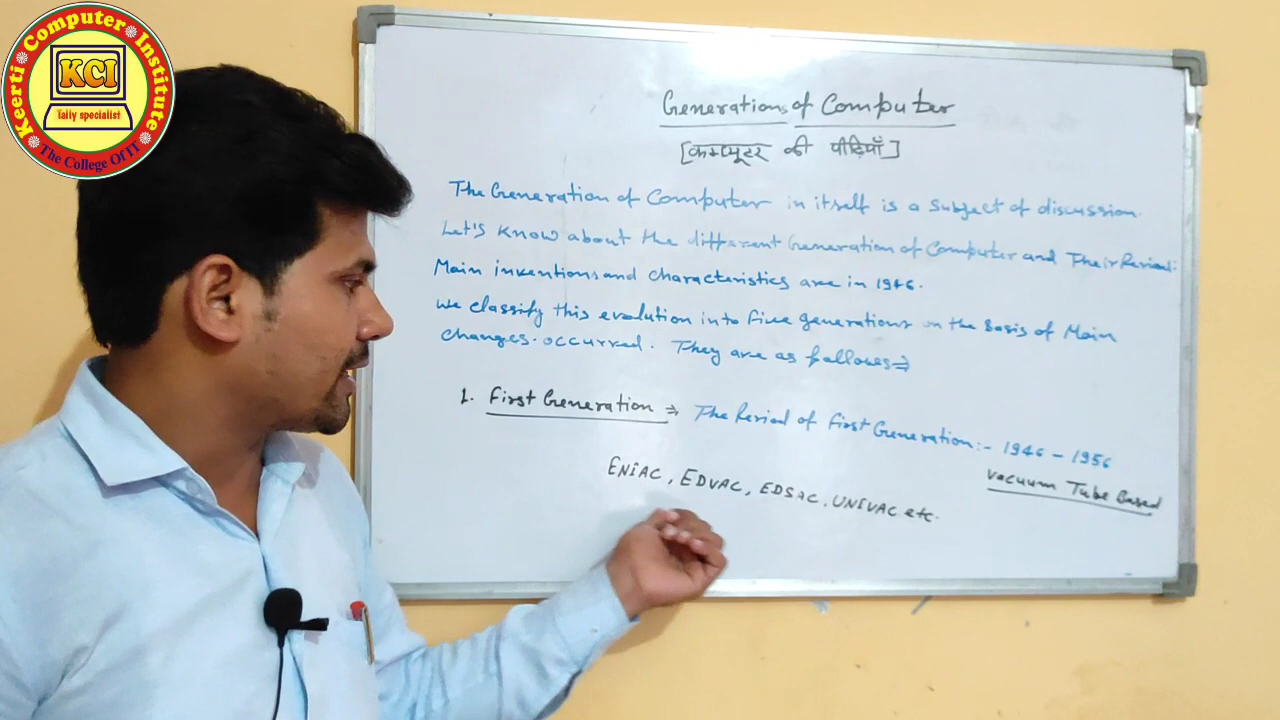 Keerti Computer Institute
KCI
Tally specialist
The College Of IT
Generations of Computer
[कम्प्यूटर की पीढ़ियाँ]
The Generation of Computer in itself is a subject of discussion.
Let's know about the different Generation of Computer and Their Period:
Main inventions and characteristics are in 1946.
We classify this evolution into five generations on the basis of Main
changes. occurred. They are as follows⇒
1. First Generation ⇒ The Period of First Generation:- 1946 - 1956
Vacuum Tube Based
ENIAC, EDVAC, EDSAC, UNIVAC etc.